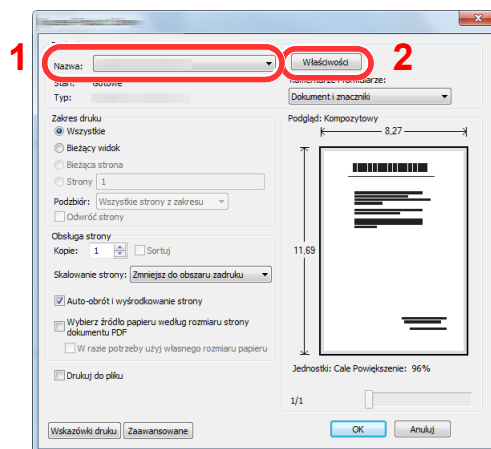 1
2
Nazwa:
Właściwości
Stan: Gotowe
Komentarze i formularze:
Typ:
Dokument i znaczniki
Zakres druku
Wszystkie
Bieżący widok
Bieżąca strona
Strony 1
Podzbiór: Wszystkie strony z zakresu
Odwróć strony
Obsługa strony
Kopie: 1 Sortuj
Skalowanie strony: Zmniejsz do obszaru zadruku
Auto-obrót i wyśrodkowanie strony
Wybierz źródło papieru według rozmiaru strony
dokumentu PDF
W razie potrzeby użyj własnego rozmiaru papieru
Drukuj do pliku
Podgląd: Kompozytowy
8,27
11,69
Jednostki: Cale Powiększenie: 96%
1/1
Wskazówki druku
Zaawansowane
OK
Anuluj